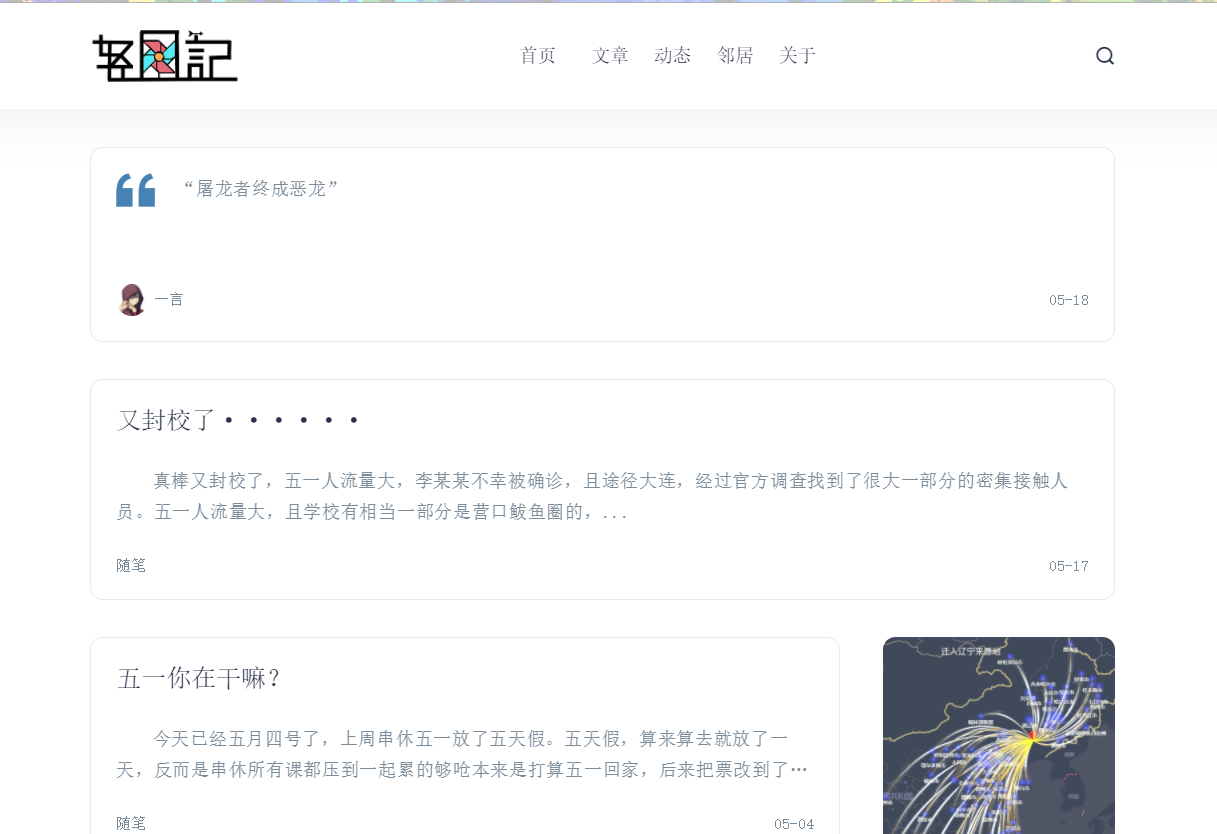 首页 文章 动态 邻居 关于
“屠龙者终成恶龙”
一言 05-18
又封校了······
真棒又封校了，五一人流量大，李某某不幸被确诊，且途径大连，经过官方调查找到了很大一部分的密集接触人
员。五一人流量大，且学校有相当一部分是营口鲅鱼圈的，...
随笔 05-17
五一你在干嘛？
今天已经五月四号了，上周串休五一放了五天假。五天假，算来算去就放了一
天，反而是串休所有课都压到一起累的够呛本来是打算五一回家，后来把票改到了…
随笔 05-04
迁入辽宁来源地